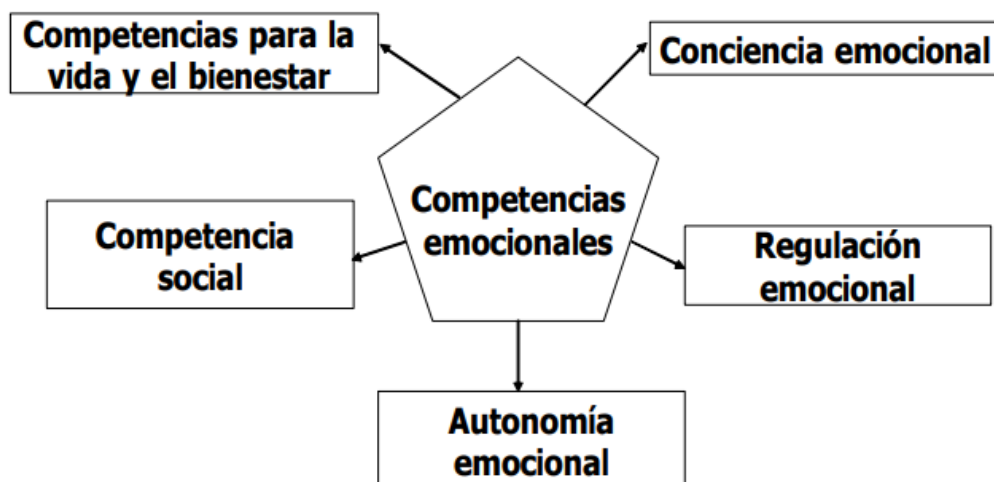 Competencias para la
vida y el bienestar
Conciencia emocional
Competencias
emocionales
Competencia
social
Regulación
emocional
Autonomía
emocional